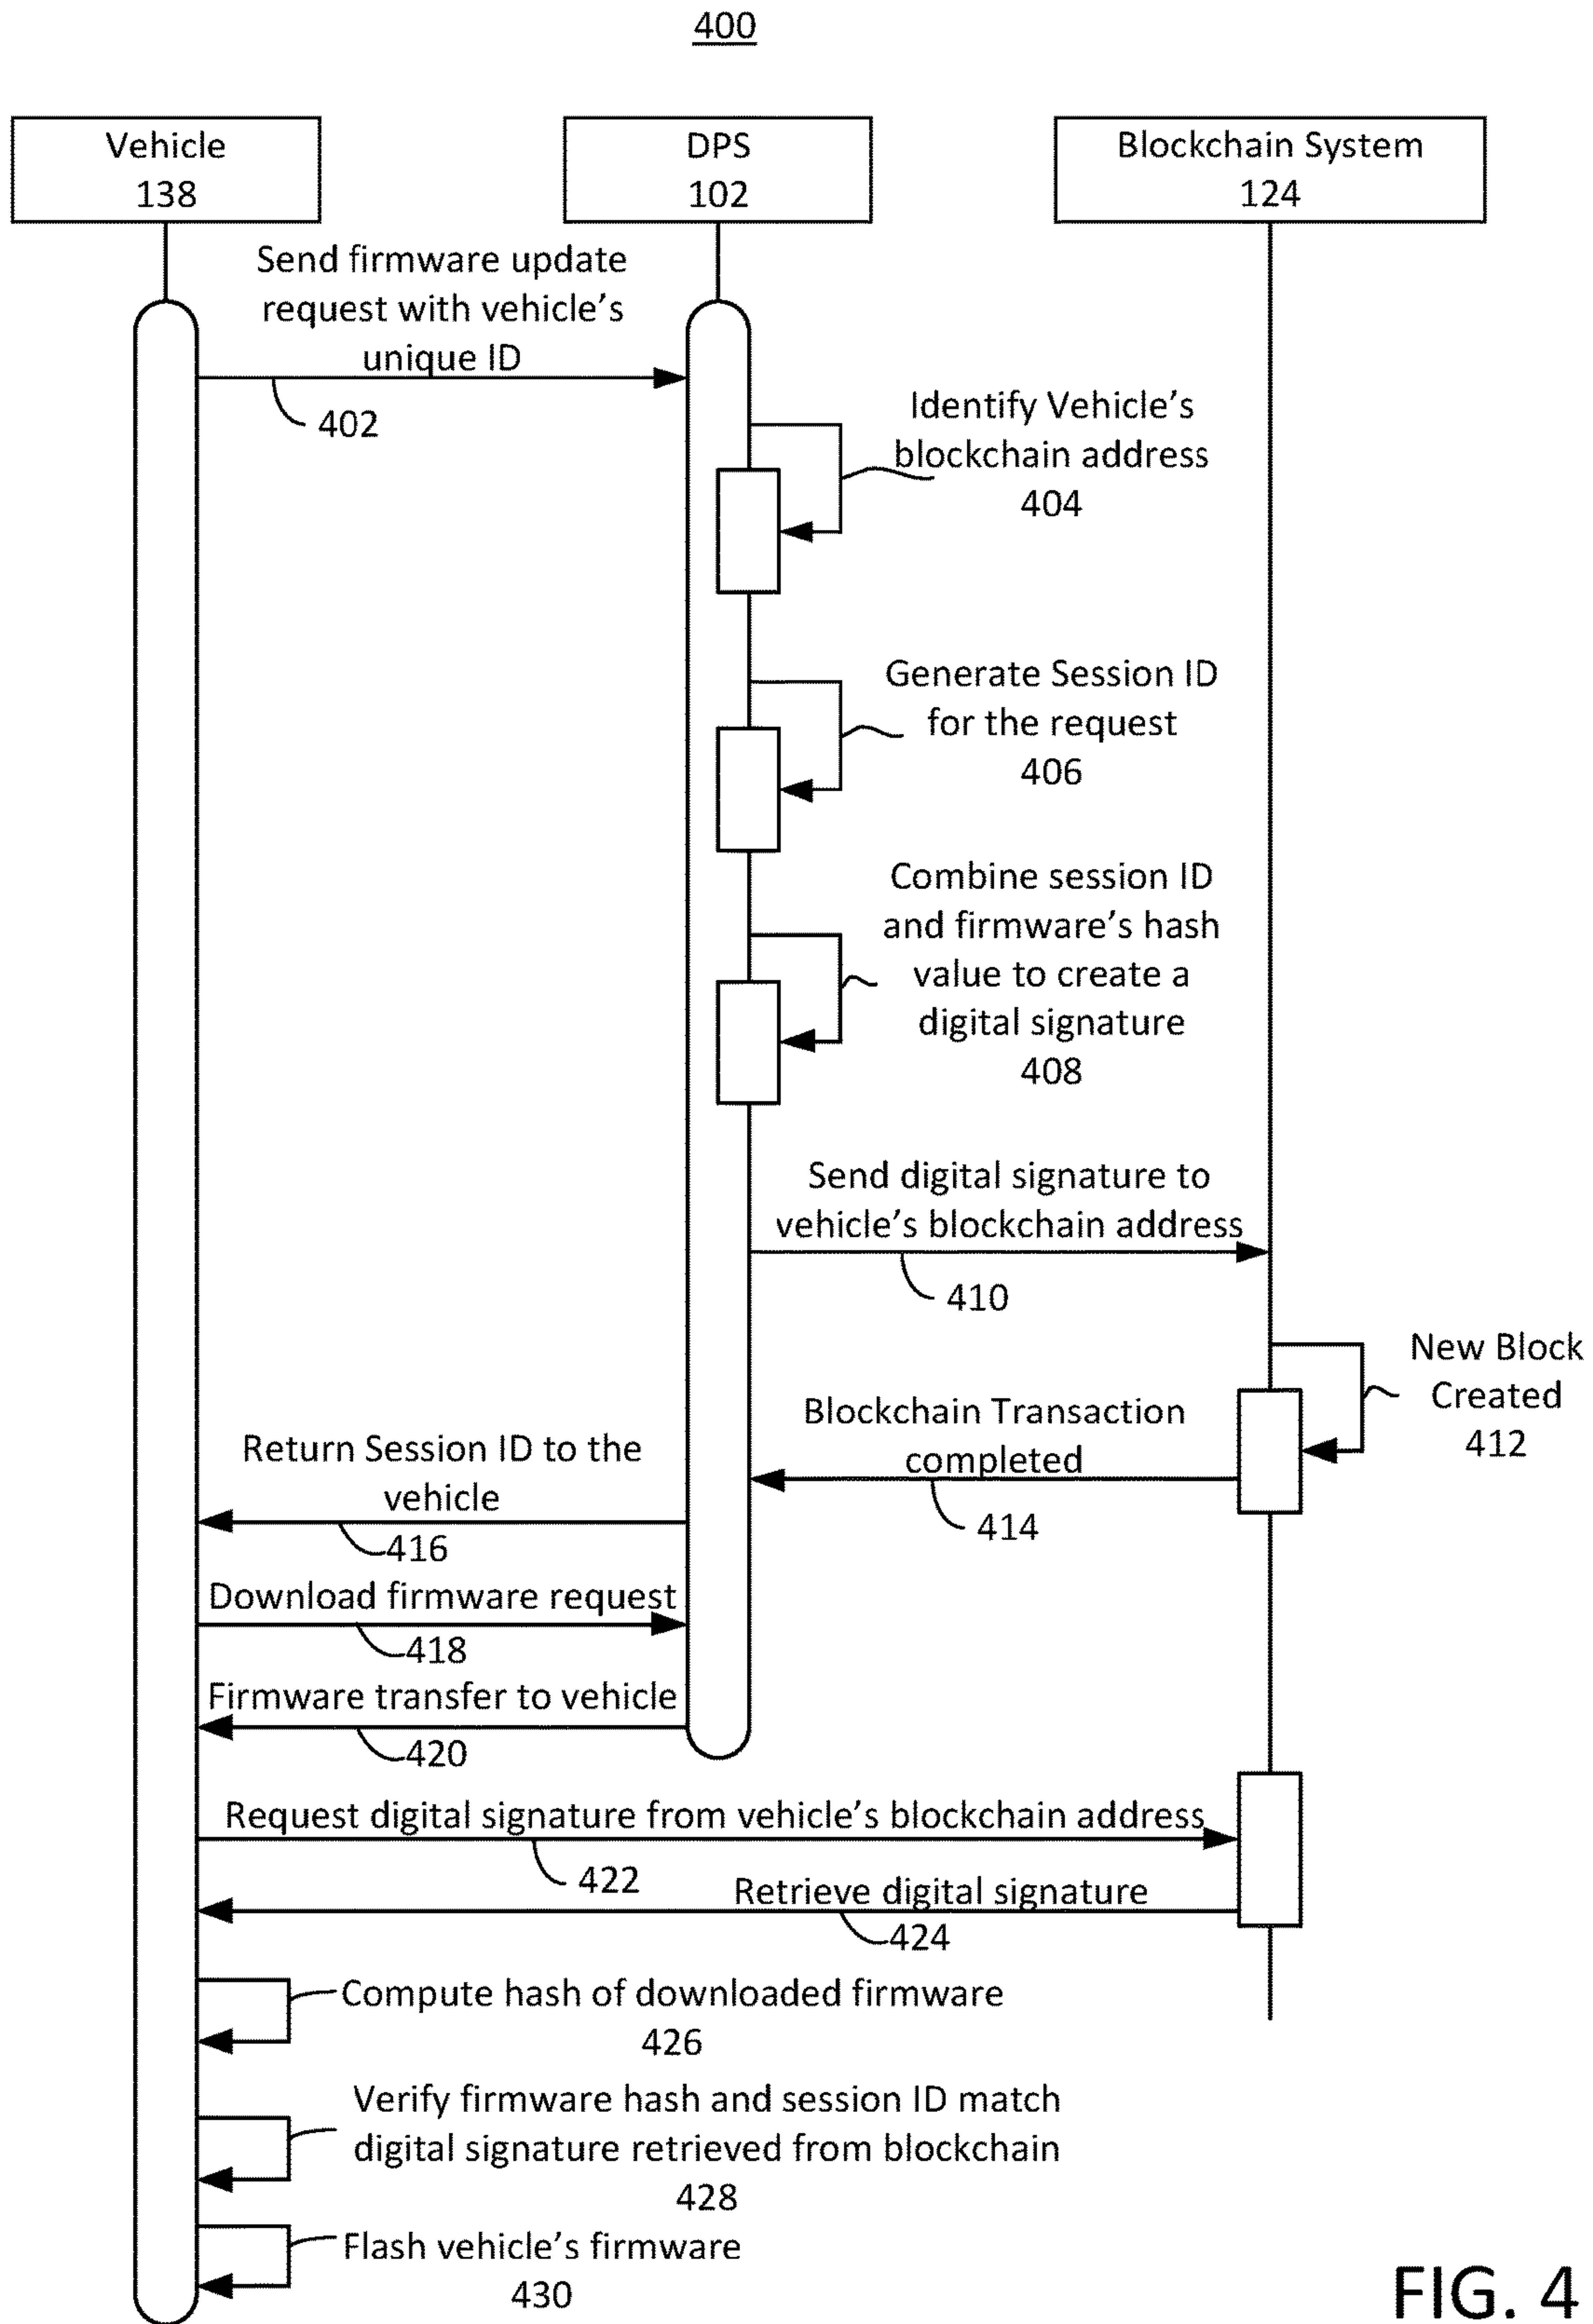 400
Vehicle
138
DPS
102
Blockchain System
124
Send firmware update
request with vehicle’s
unique ID
402
Identify Vehicle’s
blockchain address
404
Generate Session ID
for the request
406
Combine session ID
and firmware’s hash
value to create a
digital signature
408
Send digital signature to
vehicle’s blockchain address
410
New Block
Created
412
Blockchain Transaction
completed
414
Return Session ID to the
vehicle
416
Download firmware request
418
Firmware transfer to vehicle
420
Request digital signature from vehicle’s blockchain address
422
Retrieve digital signature
424
Compute hash of downloaded firmware
426
Verify firmware hash and session ID match
digital signature retrieved from blockchain
428
Flash vehicle’s firmware
430
FIG. 4